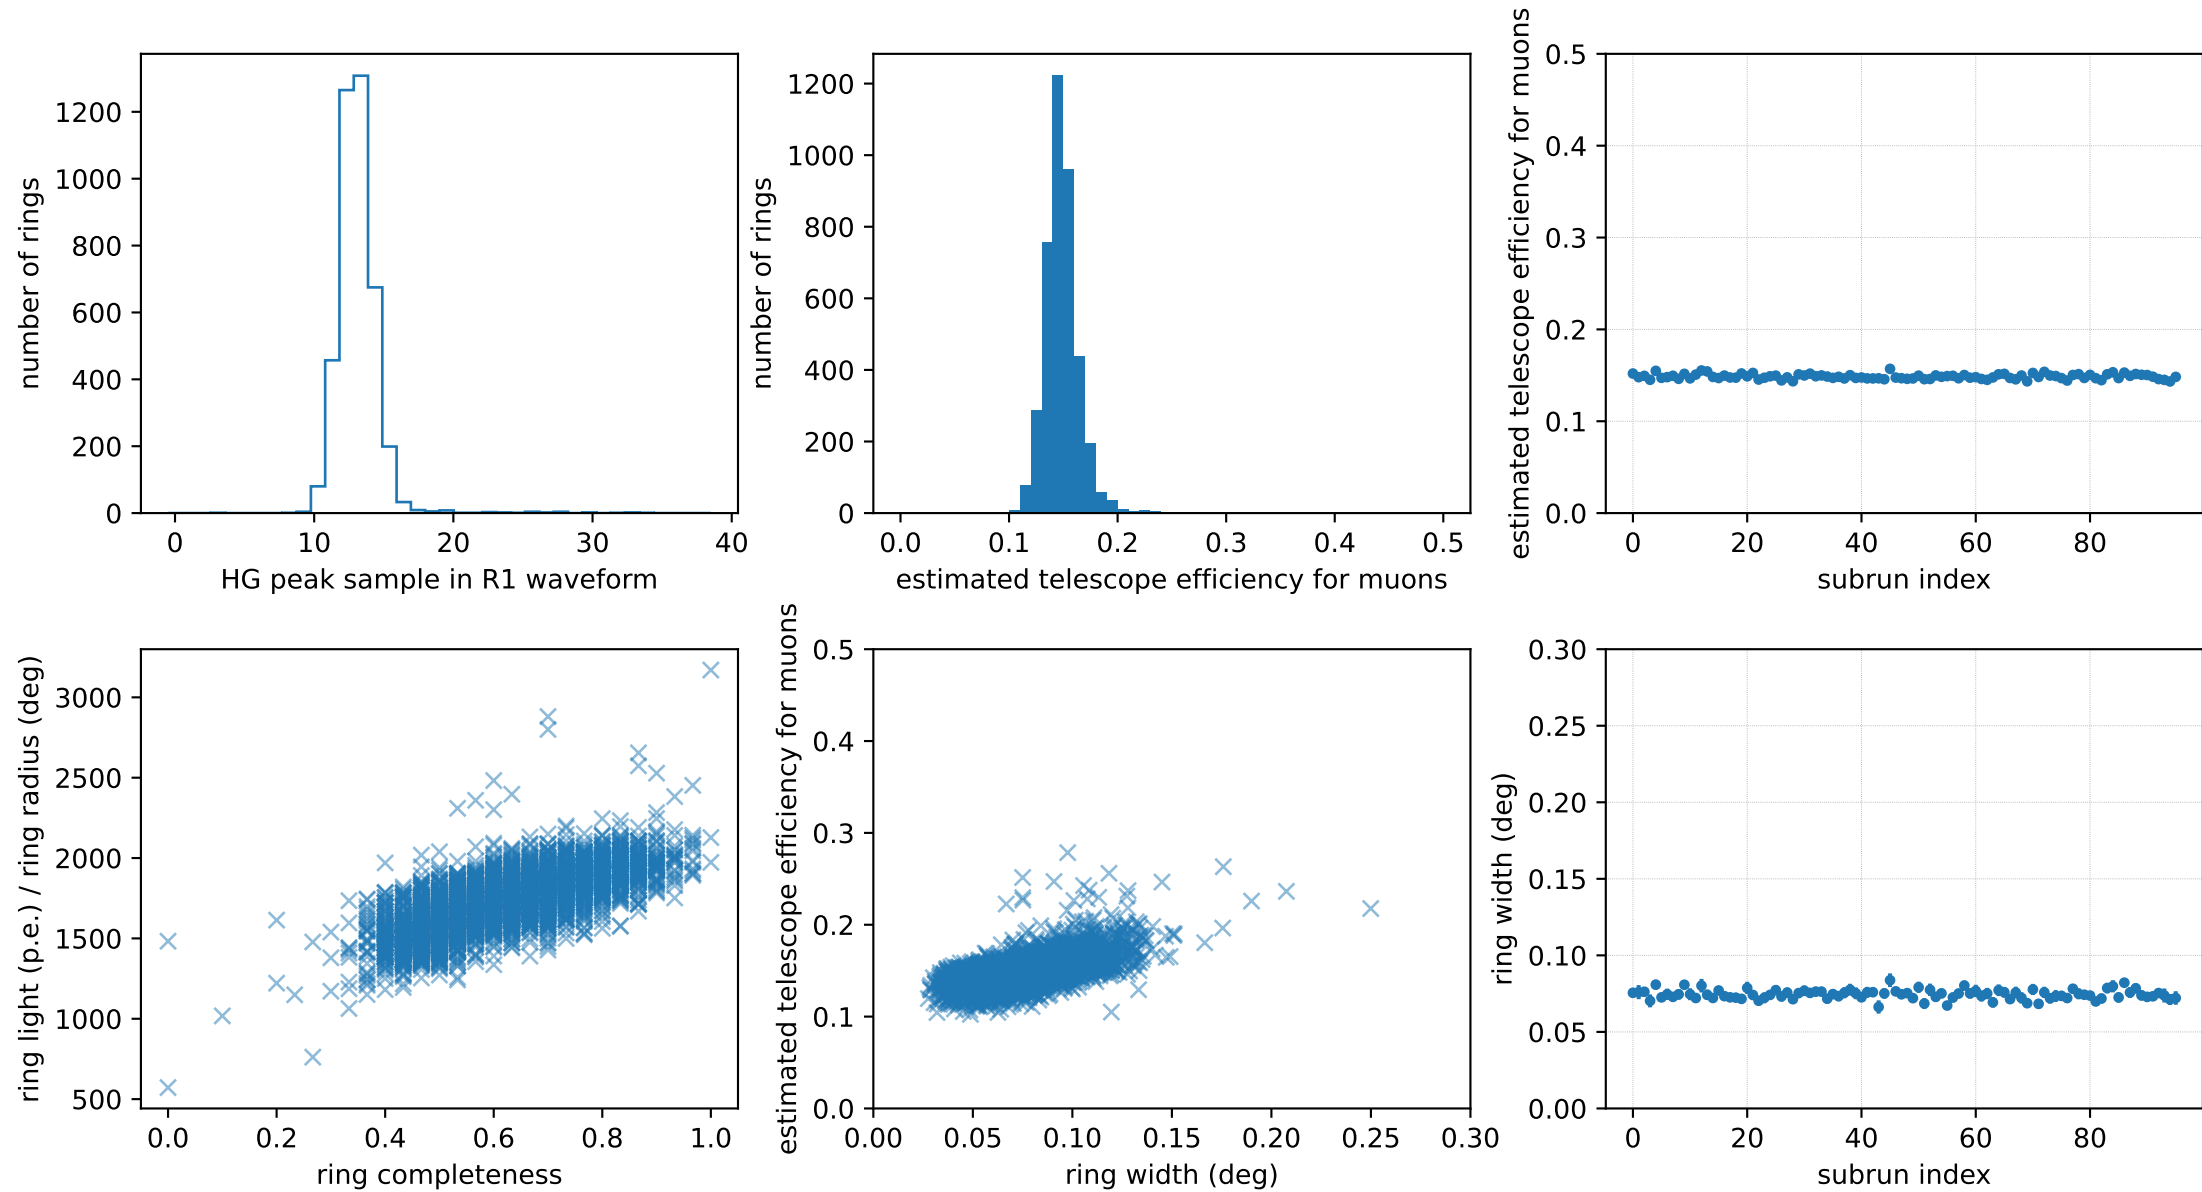 number of rings
1200
1000
800
600
400
200
0
0 10 20 30 40
HG peak sample in R1 waveform
number of rings
1200
1000
800
600
400
200
0
0.0 0.1 0.2 0.3 0.4 0.5
estimated telescope efficiency for muons
estimated telescope efficiency for muons
0.5
0.4
0.3
0.2
0.1
0.0
0 20 40 60 80
subrun index
ring light (p.e.) / ring radius (deg)
3000
2500
2000
1500
1000
500
0.0 0.2 0.4 0.6 0.8 1.0
ring completeness
estimated telescope efficiency for muons
0.5
0.4
0.3
0.2
0.1
0.0
0.00 0.05 0.10 0.15 0.20 0.25 0.30
ring width (deg)
ring width (deg)
0.30
0.25
0.20
0.15
0.10
0.05
0.00
0 20 40 60 80
subrun index